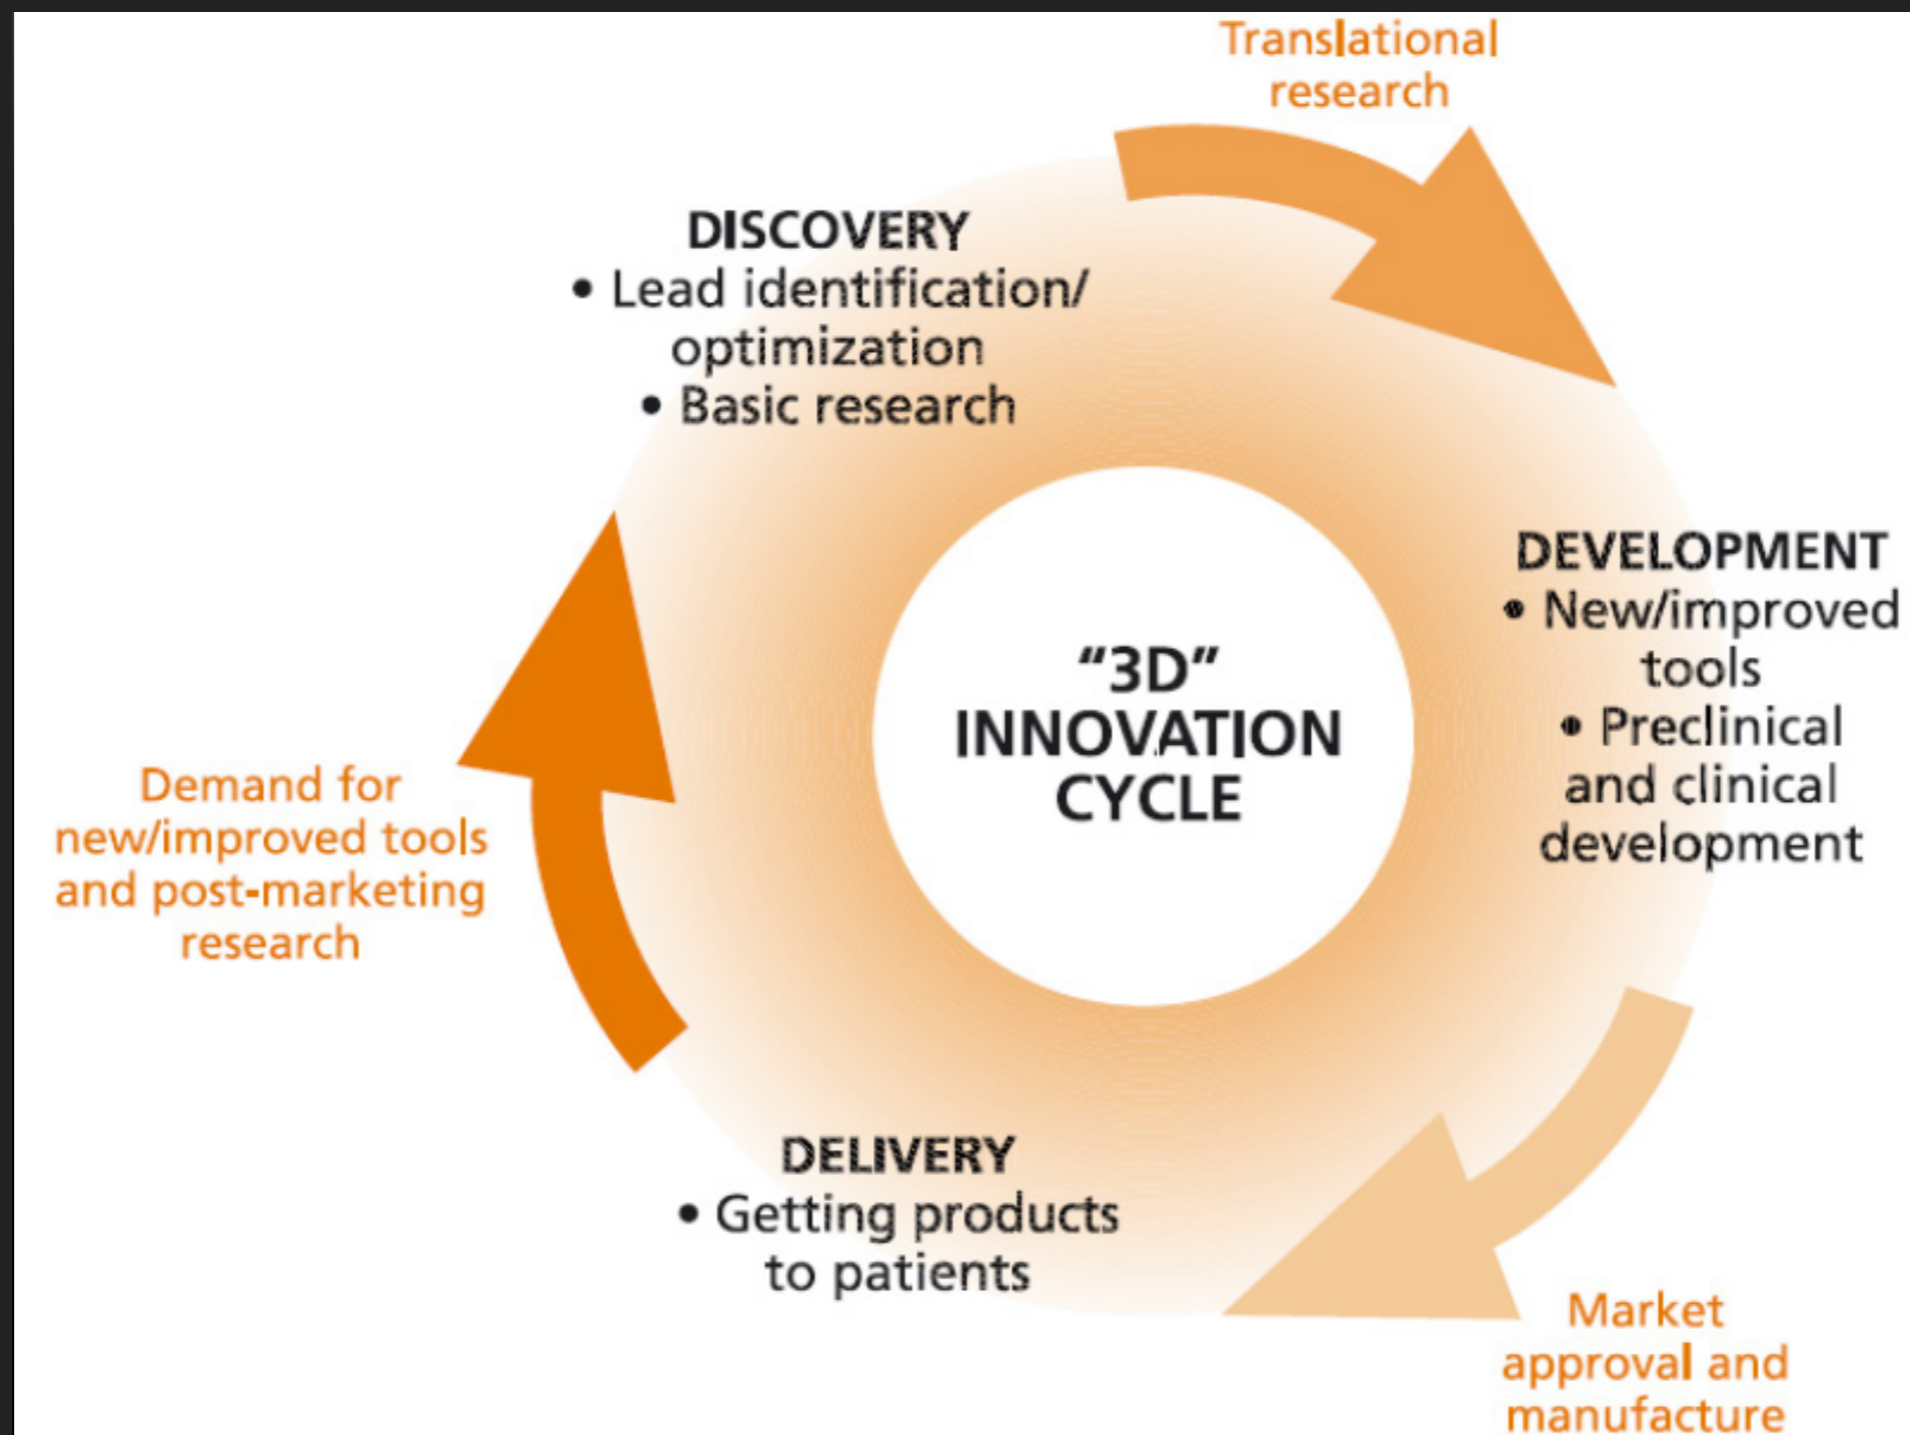 Translational
research
DISCOVERY
• Lead identification/
optimization
• Basic research
DEVELOPMENT
• New/improved
tools
• Preclinical
and clinical
development
“3D”
INNOVATION
CYCLE
Demand for
new/improved tools
and post-marketing
research
DELIVERY
• Getting products
to patients
Market
approval and
manufacture